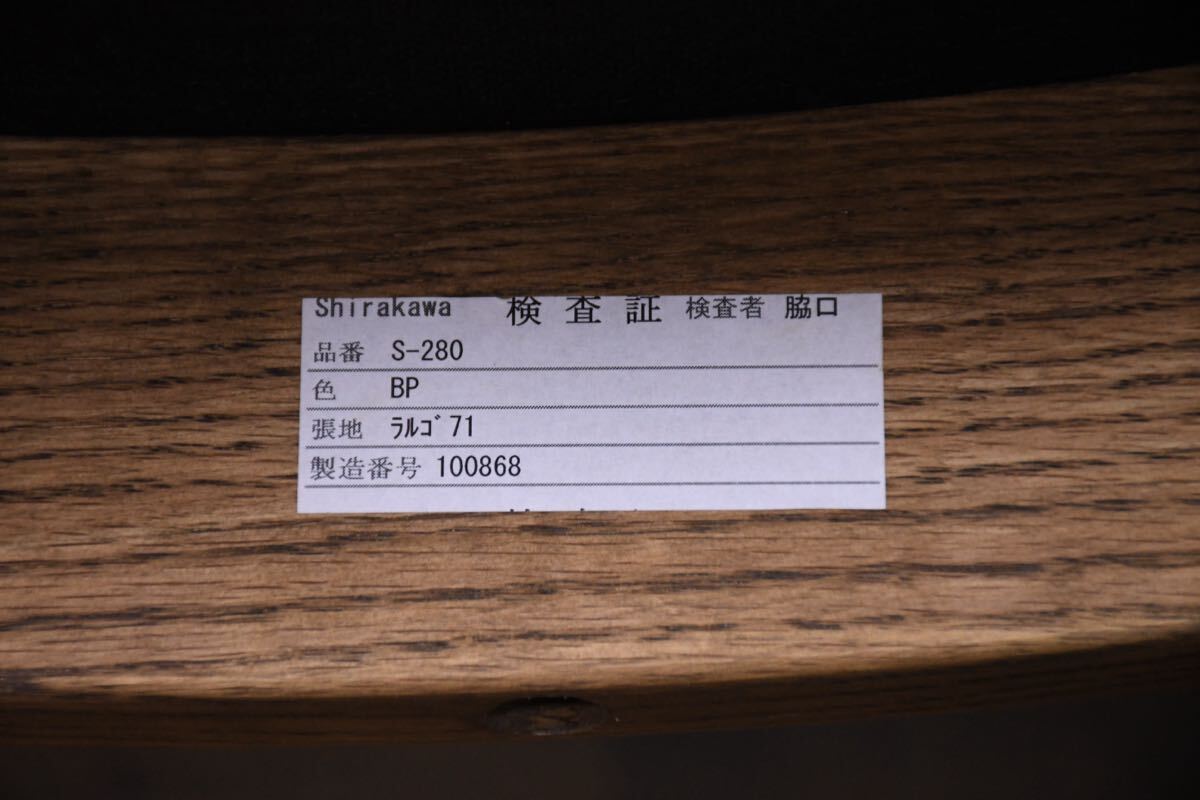 Shirakawa 検査証 検査者 脇口
品番 S-280
色 BP
張地 ﾗﾙｺﾞ71
製造番号 100868